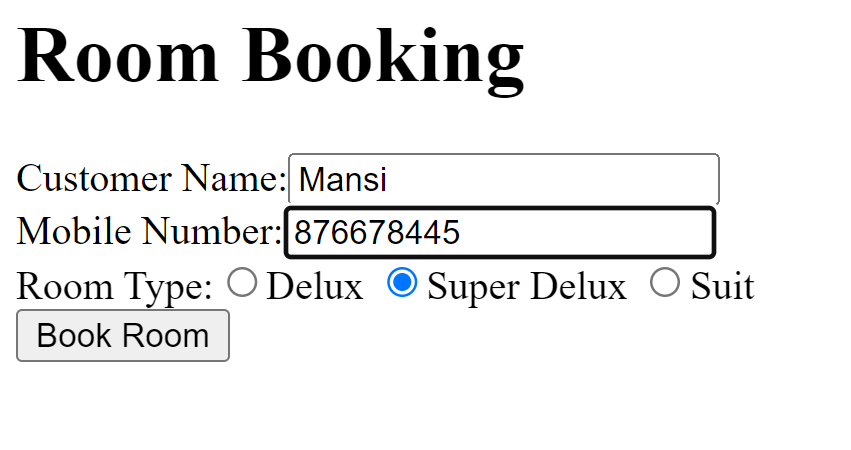 Room Booking
Customer Name: Mansi
Mobile Number: 876678445
Room Type: Delux Super Delux Suit
Book Room